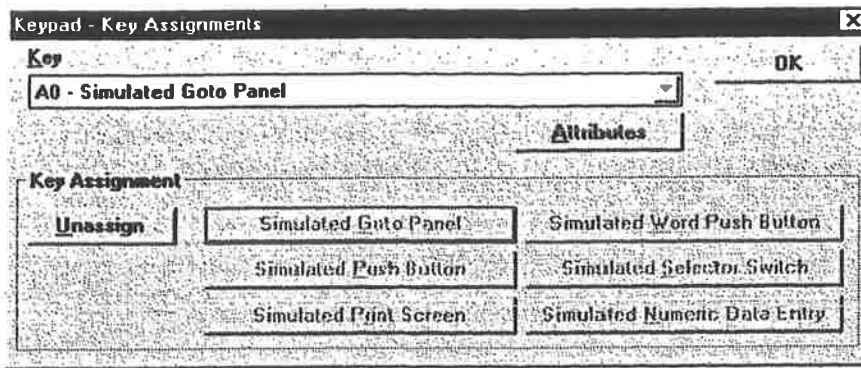 Keypad - Key Assignments
Key
OK
A0 - Simulated Goto Panel
Attributes
Key Assignment
Unassign
Simulated Goto Panel
Simulated Word Push Button
Simulated Push Button
Simulated Selector Switch
Simulated Print Screen
Simulated Numeric Data Entry